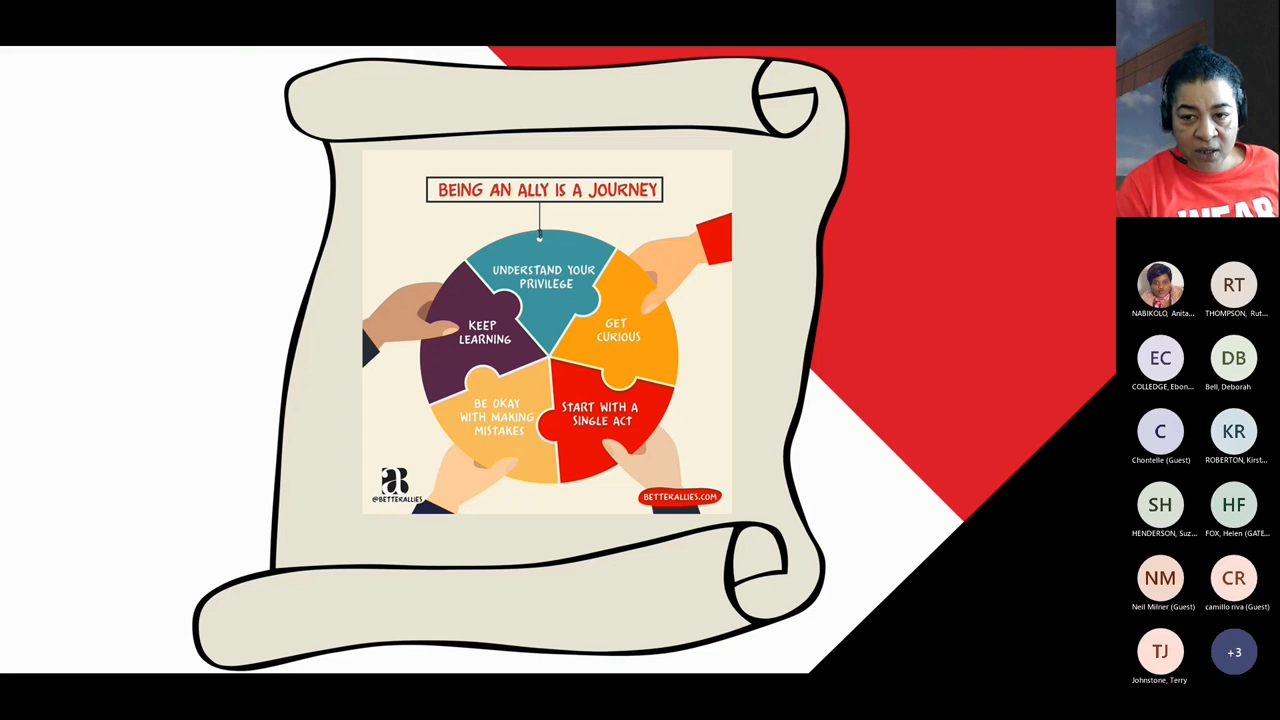 BEING AN ALLY IS A JOURNEY
UNDERSTAND YOUR
PRIVILEGE
GET
CURIOUS
START WITH A
SINGLE ACT
BE OKAY
WITH MAKING
MISTAKES
KEEP
LEARNING
@BETTERALLIES
BETTERALLIES.COM
WEAR
NABIKOLO, Anita...
RT
THOMPSON, Rut...
EC
COLLEDGE, Ebon...
DB
Bell, Deborah
C
Chontelle (Guest)
KR
ROBERTON, Kirst...
SH
HENDERSON, Suz...
HF
FOX, Helen (GATE...
NM
Neil Milner (Guest)
CR
camillo riva (Guest)
TJ
Johnstone, Terry
+3